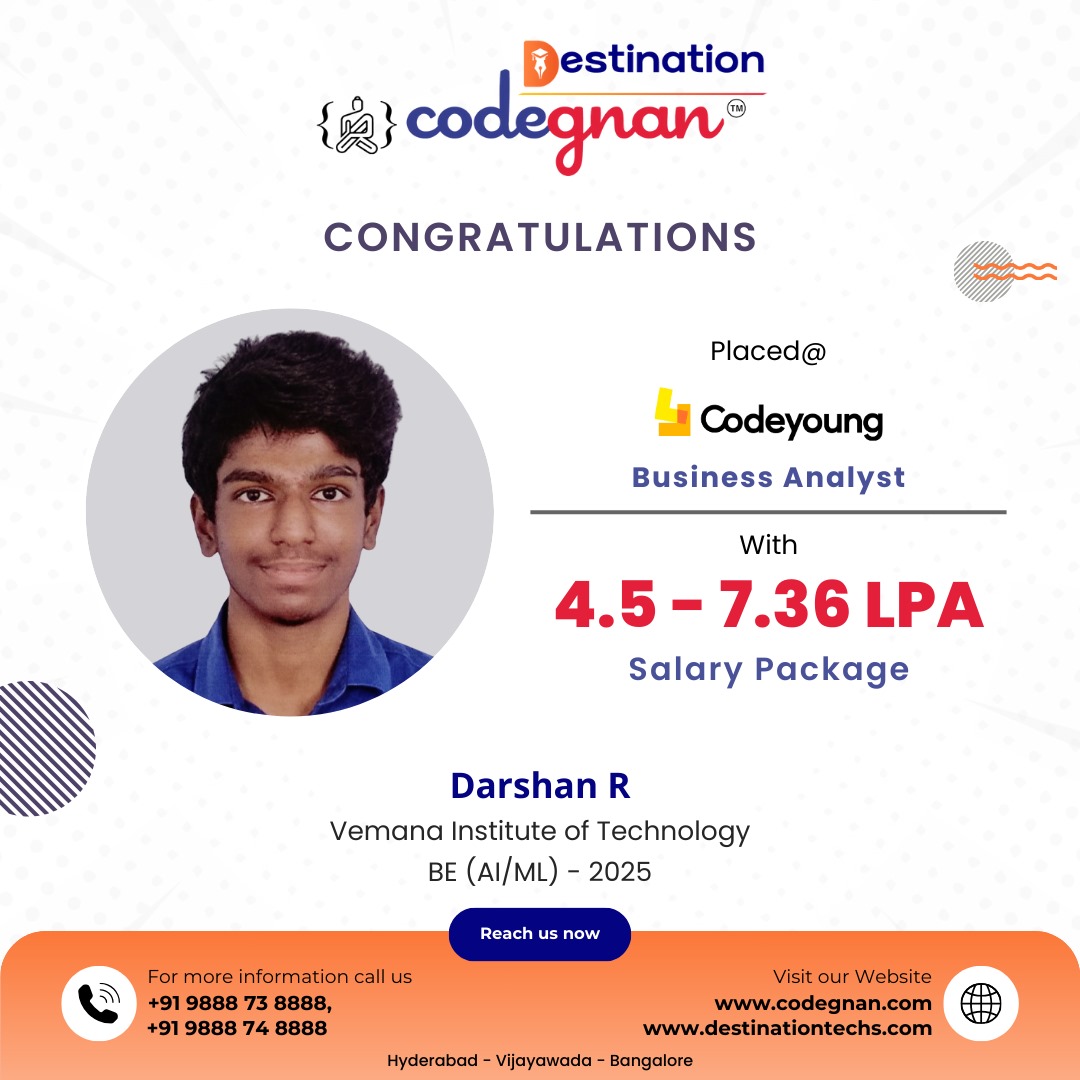 Destination
codegnan TM
CONGRATULATIONS
Placed@
Codeyoung
Business Analyst
With
4.5 - 7.36 LPA
Salary Package
Darshan R
Vemana Institute of Technology
BE (AI/ML) - 2025
Reach us now
For more information call us
+91 9888 73 8888,
+91 9888 74 8888
Visit our Website
www.codegnan.com
www.destinationtechs.com
Hyderabad - Vijayawada - Bangalore